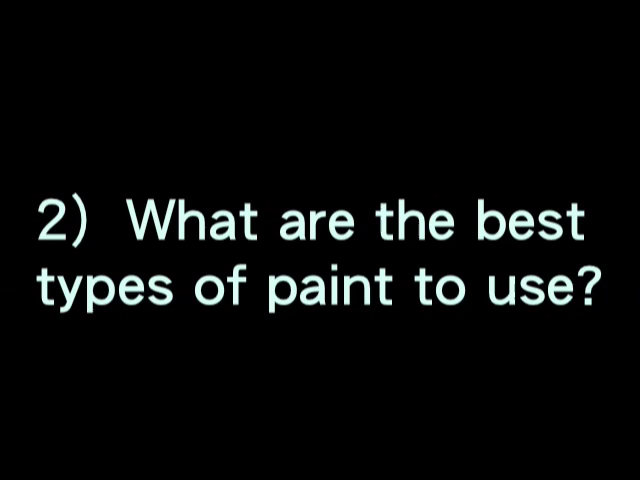 2) What are the best
types of paint to use?